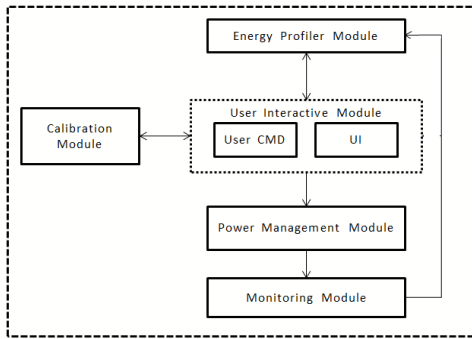 Energy Profiler Module
User Interactive Module
User CMD
UI
Calibration
Module
Power Management Module
Monitoring Module